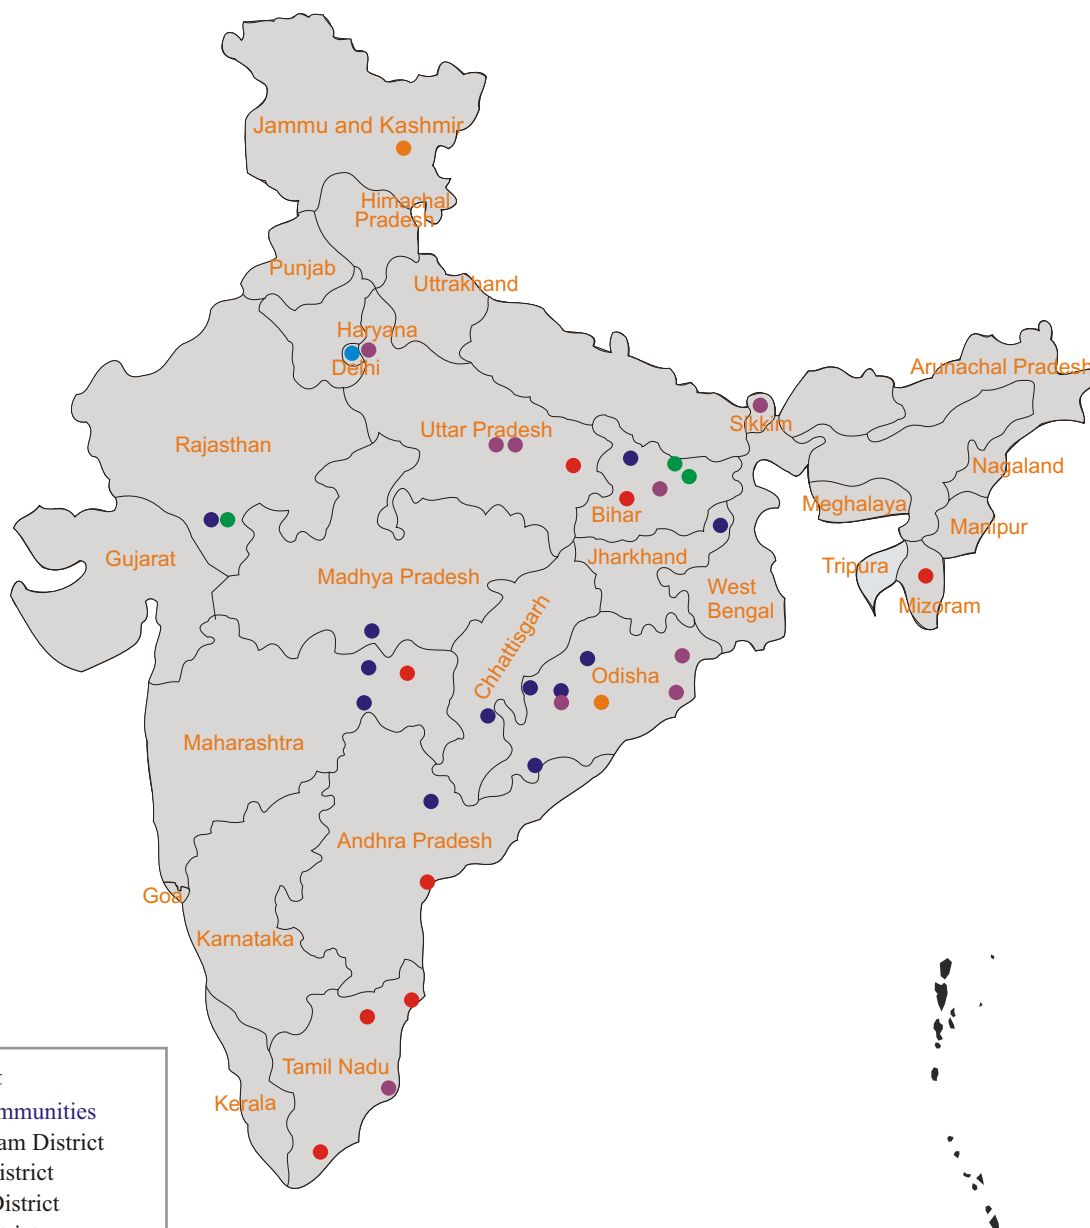 Jammu and Kashmir
Himachal
Pradesh
Punjab
Uttrakhand
Haryana
Delhi
Arunachal Pradesh
Rajasthan
Uttar Pradesh
Sikkim
Nagaland
Meghalaya
Bihar
Manipur
Gujarat
Jharkhand
Tripura
Madhya Pradesh
West
Bengal
Mizoram
Chhattisgarh
Odisha
Maharashtra
Andhra Pradesh
Goa
Karnataka
Tamil Nadu
Kerala
mmunities
am District
istrict
District